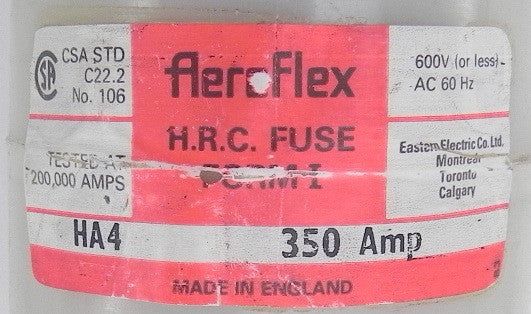 CSA STD
C22.2
No. 106
AeroFlex
600V (or less)
AC 60 Hz
H.R.C. FUSE
FORM I
Eastern Electric Co. Ltd.
Montreal
Toronto
Calgary
TESTED AT
200,000 AMPS
HA4 350 Amp
MADE IN ENGLAND